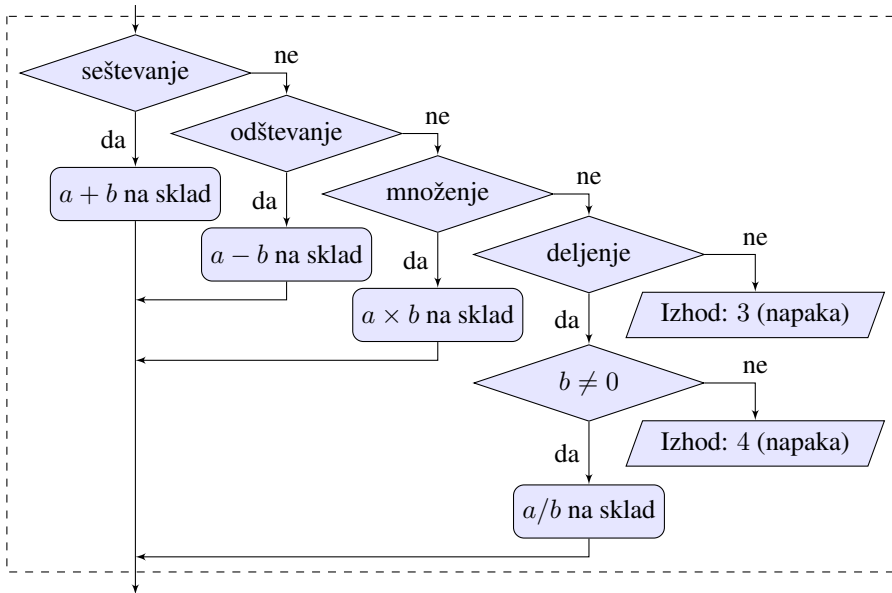 seštevanje
ne
da
odštevanje
ne
a + b na sklad
da
množenje
ne
a − b na sklad
da
deljenje
ne
a × b na sklad
da
Izhod: 3 (napaka)
b ≠ 0
ne
da
Izhod: 4 (napaka)
a/b na sklad